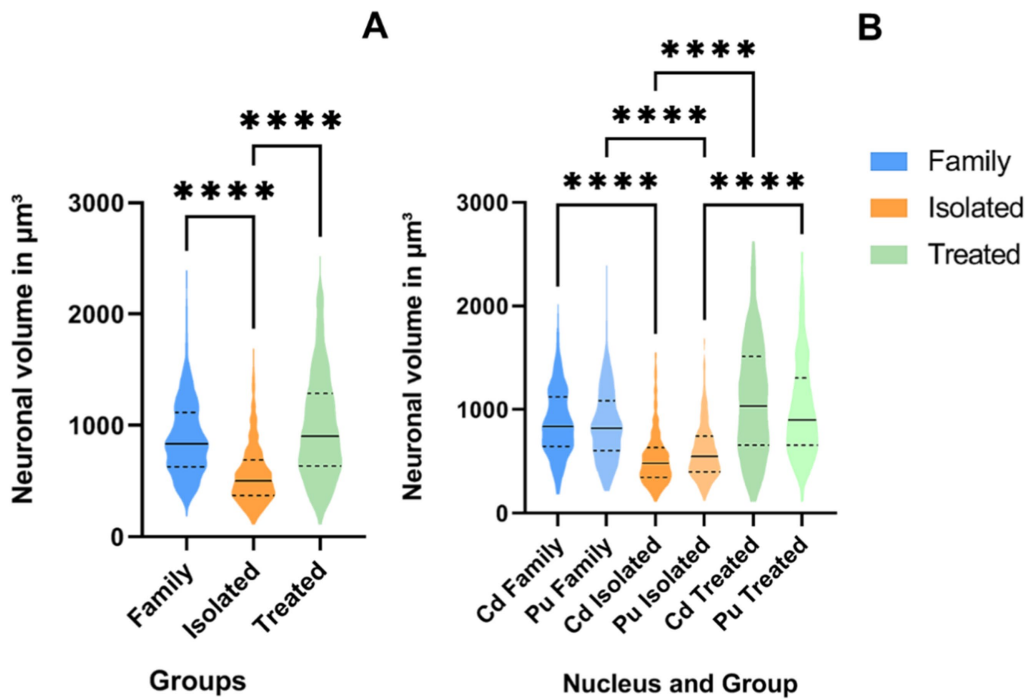 A
B
****
****
Neuronal volume in µm³
3000
2000
1000
0
Family
Isolated
Treated
Groups
****
****
****
****
Neuronal volume in µm³
3000
2000
1000
0
Cd Family
Pu Family
Cd Isolated
Pu Isolated
Cd Treated
Pu Treated
Nucleus and Group
Family
Isolated
Treated